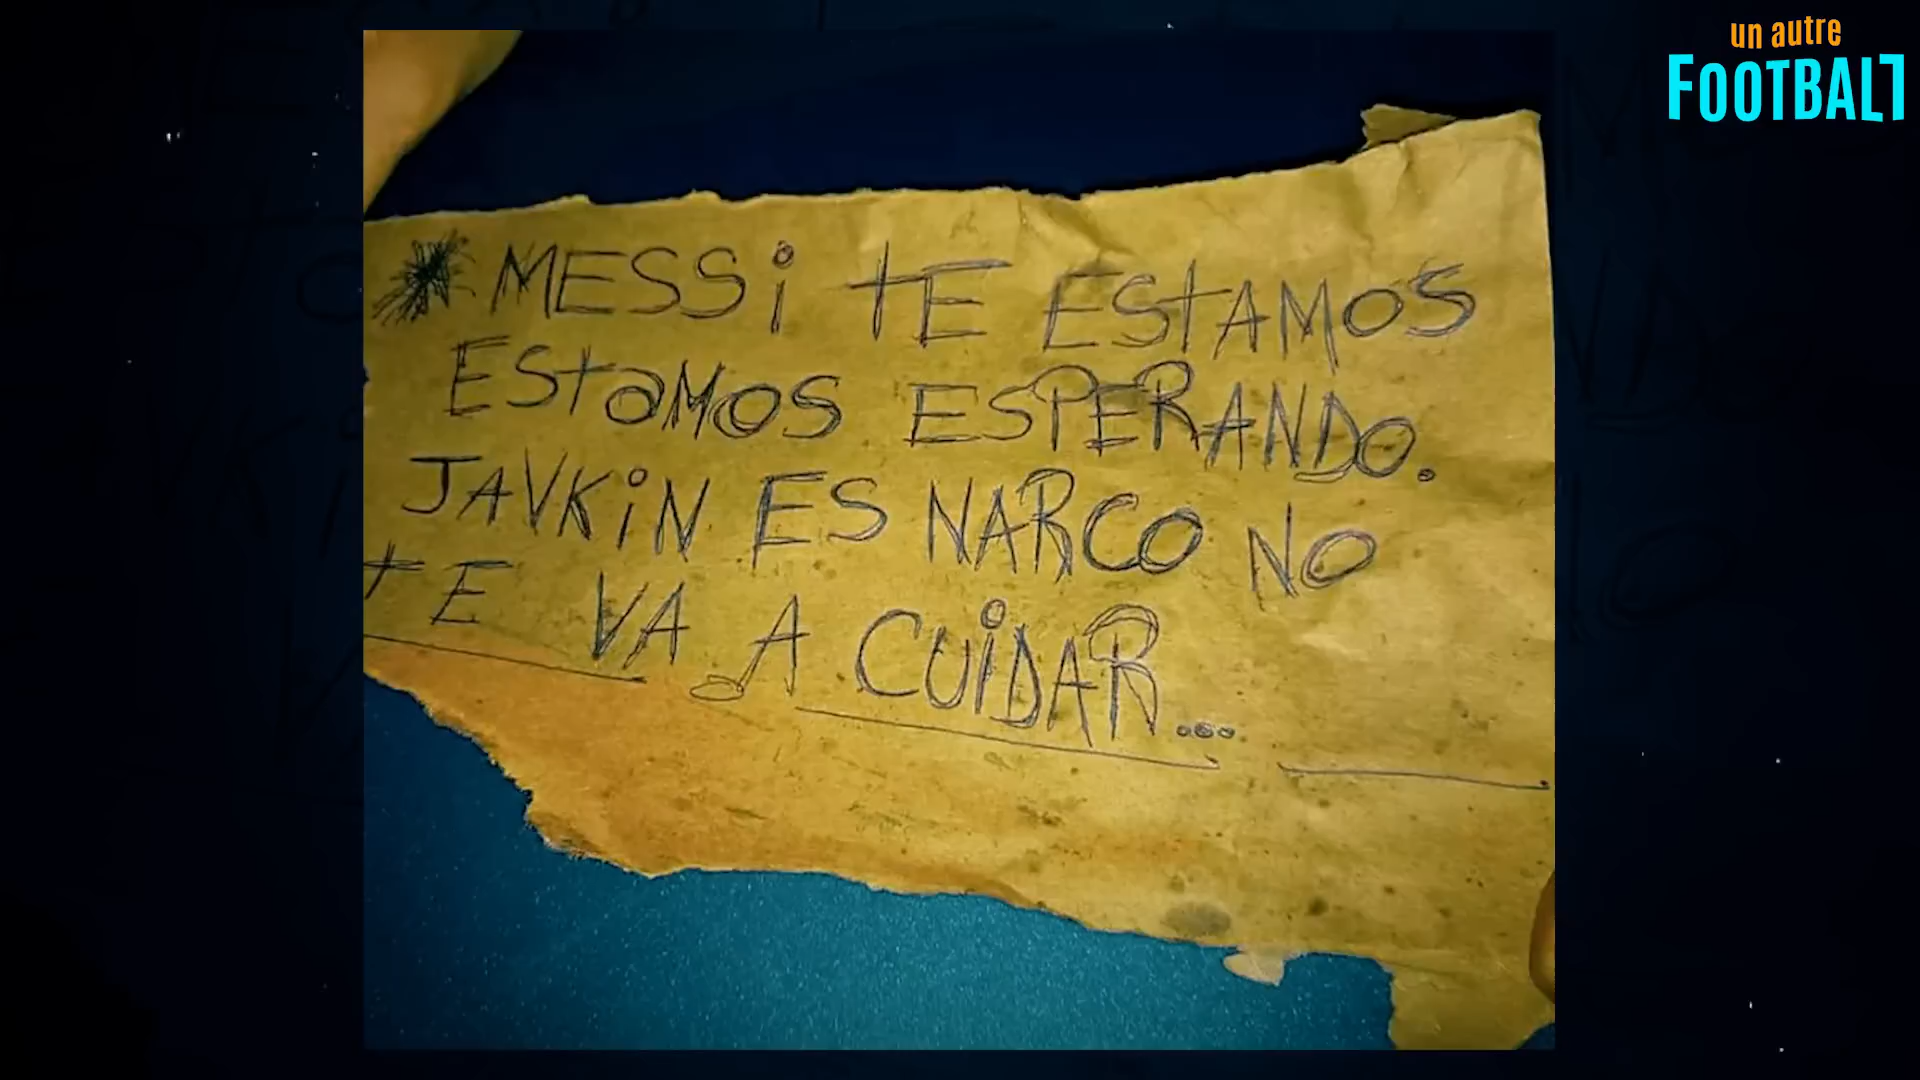 un autre
FOOTBALL
MESSi tE EStAMOS
EStaMOS ESPERANDO.
JAVKiN ES NARCO NO
tE VA A CUiDAR...